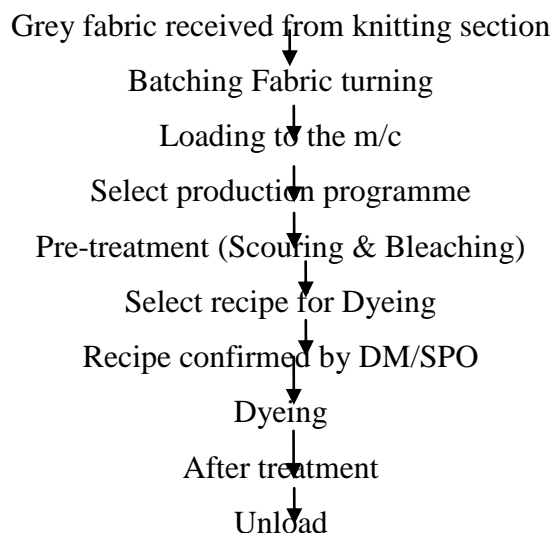 Grey fabric received from knitting section
Batching Fabric turning
Loading to the m/c
Select production programme
Pre-treatment (Scouring & Bleaching)
Select recipe for Dyeing
Recipe confirmed by DM/SPO
Dyeing
After treatment
Unload